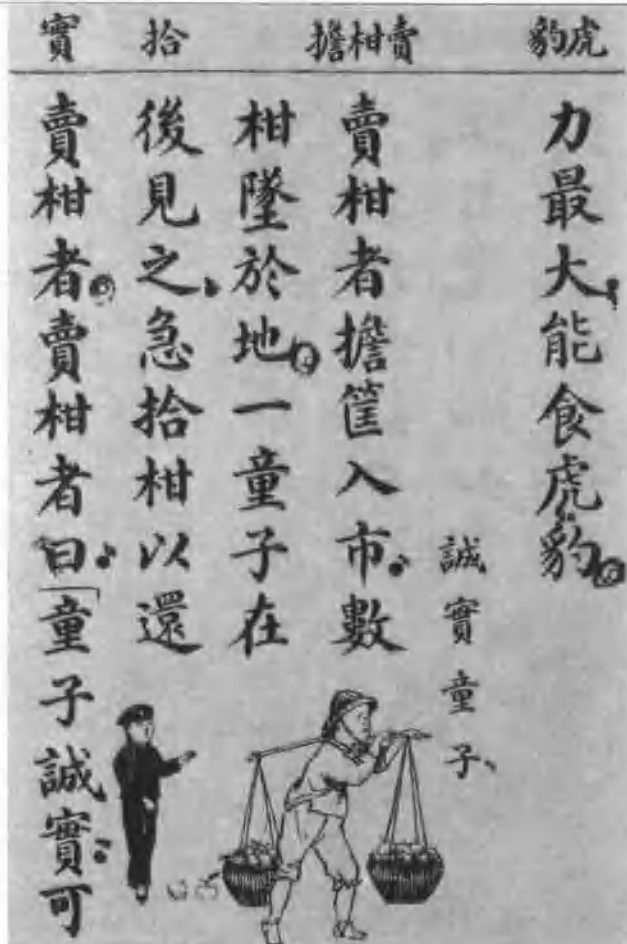 虎豹
賣柑擔
拾
實
力最大、能食虎豹。
誠實童子、
賣柑者擔筐入市、數
柑墜於地。一童子在
後見之、急拾柑以還
賣柑者。賣柑者曰、「童子誠實、可